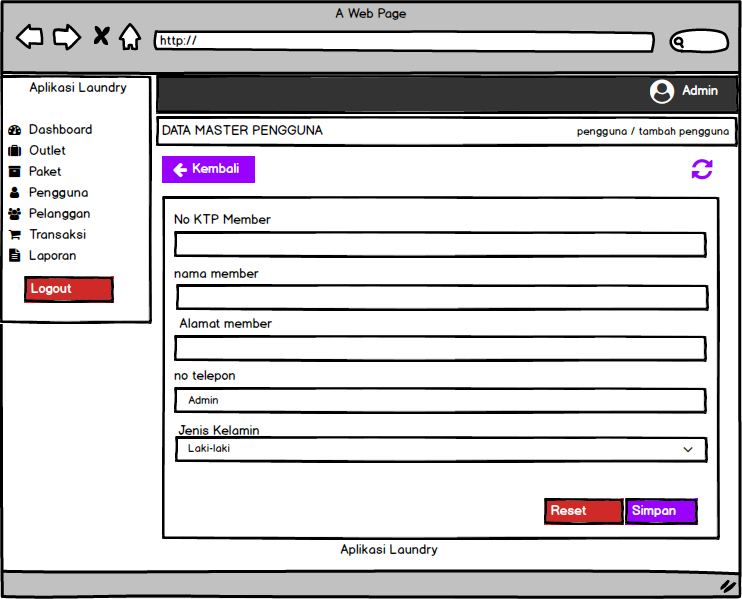 A Web Page
http://
Aplikasi Laundry
Admin
Dashboard
Outlet
Paket
Pengguna
Pelanggan
Transaksi
Laporan
Logout
DATA MASTER PENGGUNA
pengguna / tambah pengguna
Kembali
No KTP Member
nama member
Alamat member
no telepon
Admin
Jenis Kelamin
Laki-laki
Reset
Simpan
Aplikasi Laundry